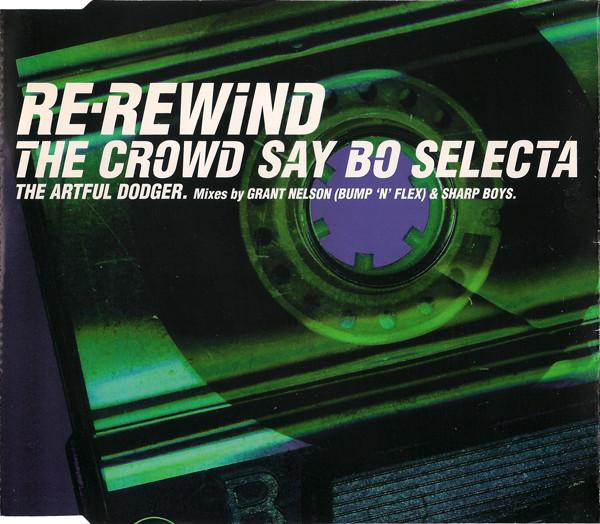 RE-REWiND
THE CROWD SAY BO SELECTA
THE ARTFUL DODGER. Mixes by GRANT NELSON (BUMP 'N' FLEX) & SHARP BOYS.
B